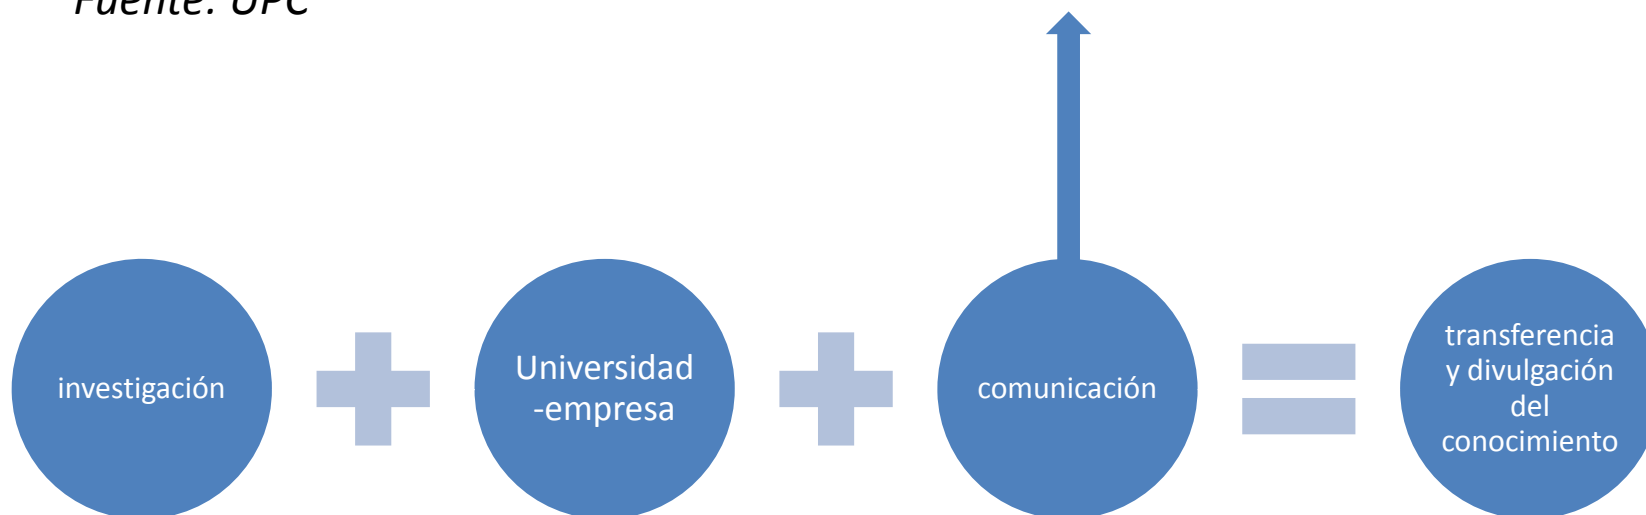 Fuente: UPC
investigación
Universidad
-empresa
comunicación
transferencia
y divulgación
del
conocimiento